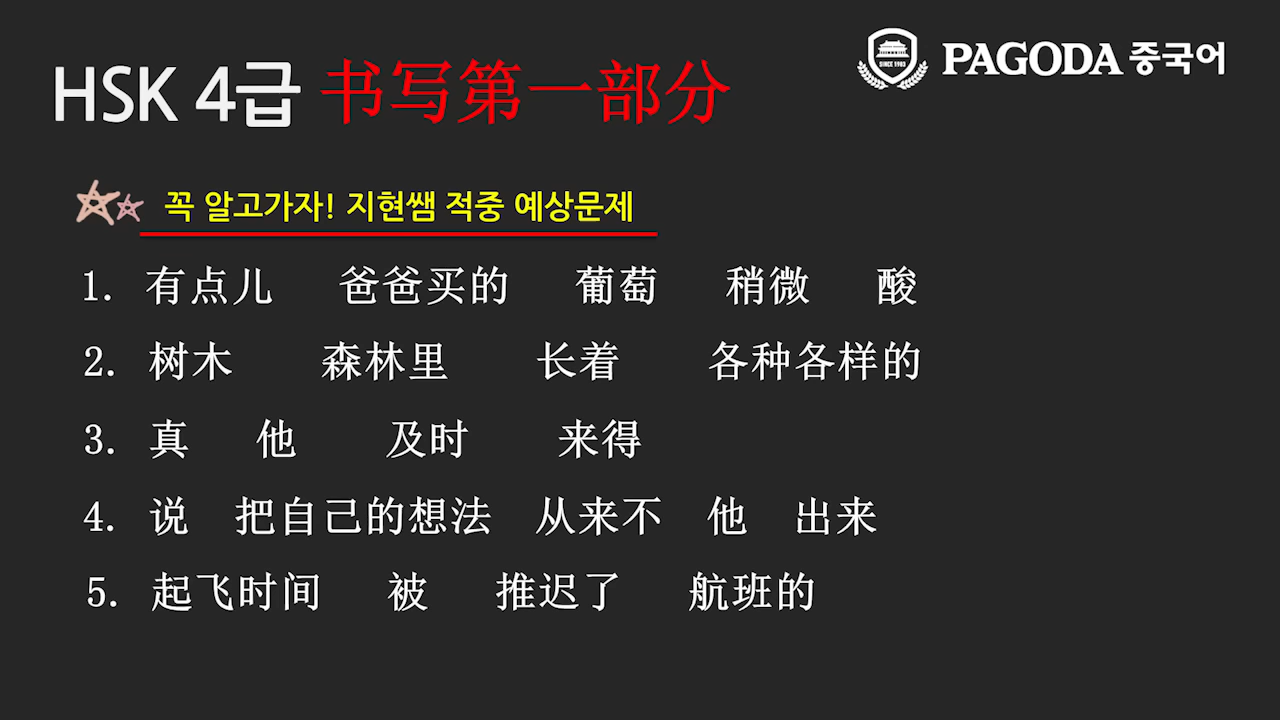 HSK 4급 书写第一部分
SINCE 1983
PAGODA 중국어
꼭 알고가자! 지현쌤 적중 예상문제
1. 有点儿 爸爸买的 葡萄 稍微 酸
2. 树木 森林里 长着 各种各样的
3. 真 他 及时 来得
4. 说 把自己的想法 从来不 他 出来
5. 起飞时间 被 推迟了 航班的